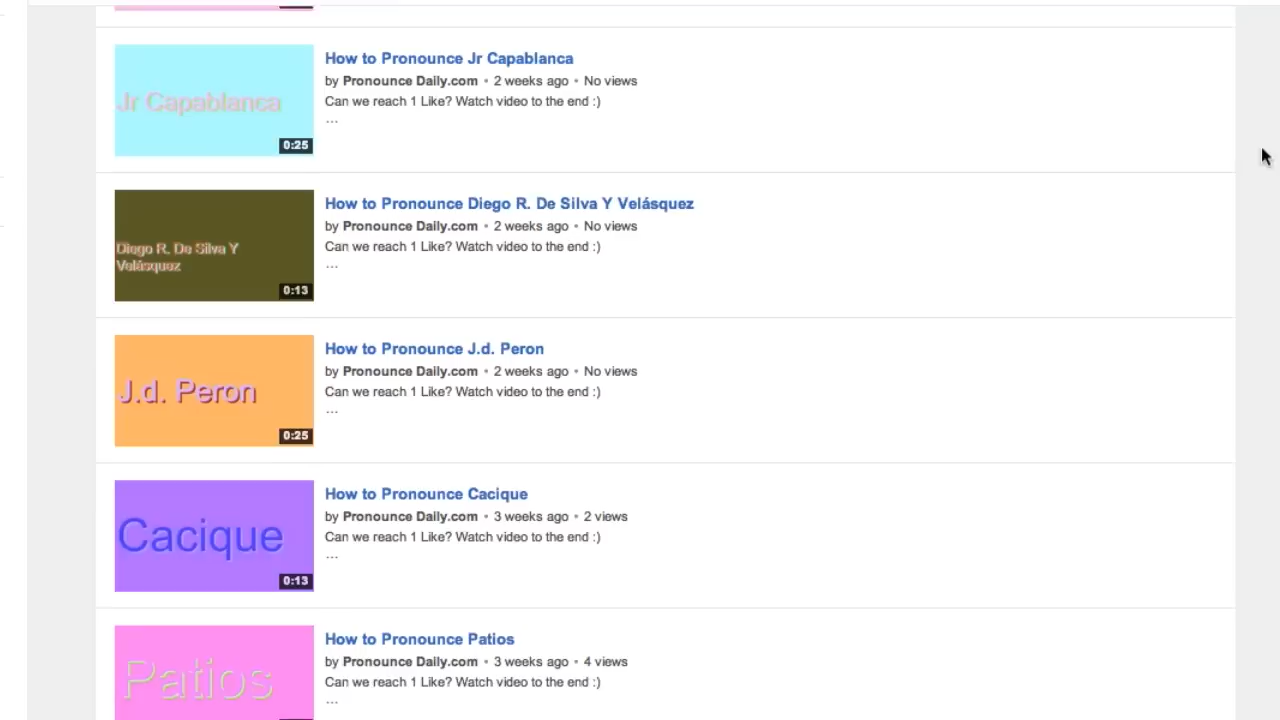 How to Pronounce Jr Capablanca
by Pronounce Daily.com • 2 weeks ago • No views
Can we reach 1 Like? Watch video to the end :)
...
Jr Capablanca
0:25
How to Pronounce Diego R. De Silva Y Velásquez
by Pronounce Daily.com • 2 weeks ago • No views
Can we reach 1 Like? Watch video to the end :)
...
Diego R. De Silva Y
Velásquez
0:13
How to Pronounce J.d. Peron
by Pronounce Daily.com • 2 weeks ago • No views
Can we reach 1 Like? Watch video to the end :)
...
J.d. Peron
0:25
How to Pronounce Cacique
by Pronounce Daily.com • 3 weeks ago • 2 views
Can we reach 1 Like? Watch video to the end :)
...
Cacique
0:13
How to Pronounce Patios
by Pronounce Daily.com • 3 weeks ago • 4 views
Can we reach 1 Like? Watch video to the end :)
...
Patios